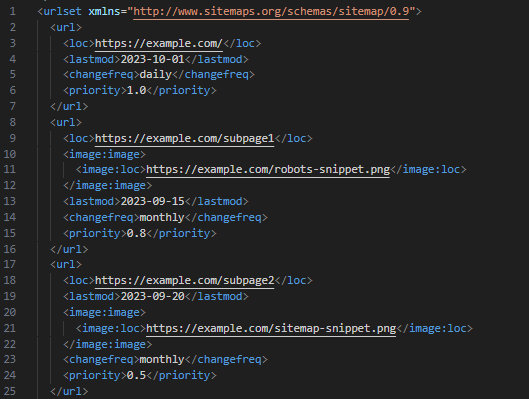 1 <urlset xmlns="http://www.sitemaps.org/schemas/sitemap/0.9">
2   <url>
3     <loc>https://example.com/</loc>
4     <lastmod>2023-10-01</lastmod>
5     <changefreq>daily</changefreq>
6     <priority>1.0</priority>
7   </url>
8   <url>
9     <loc>https://example.com/subpage1</loc>
10     <image:image>
11       <image:loc>https://example.com/robots-snippet.png</image:loc>
12     </image:image>
13     <lastmod>2023-09-15</lastmod>
14     <changefreq>monthly</changefreq>
15     <priority>0.8</priority>
16   </url>
17   <url>
18     <loc>https://example.com/subpage2</loc>
19     <lastmod>2023-09-20</lastmod>
20     <image:image>
21       <image:loc>https://example.com/sitemap-snippet.png</image:loc>
22     </image:image>
23     <changefreq>monthly</changefreq>
24     <priority>0.5</priority>
25   </url>